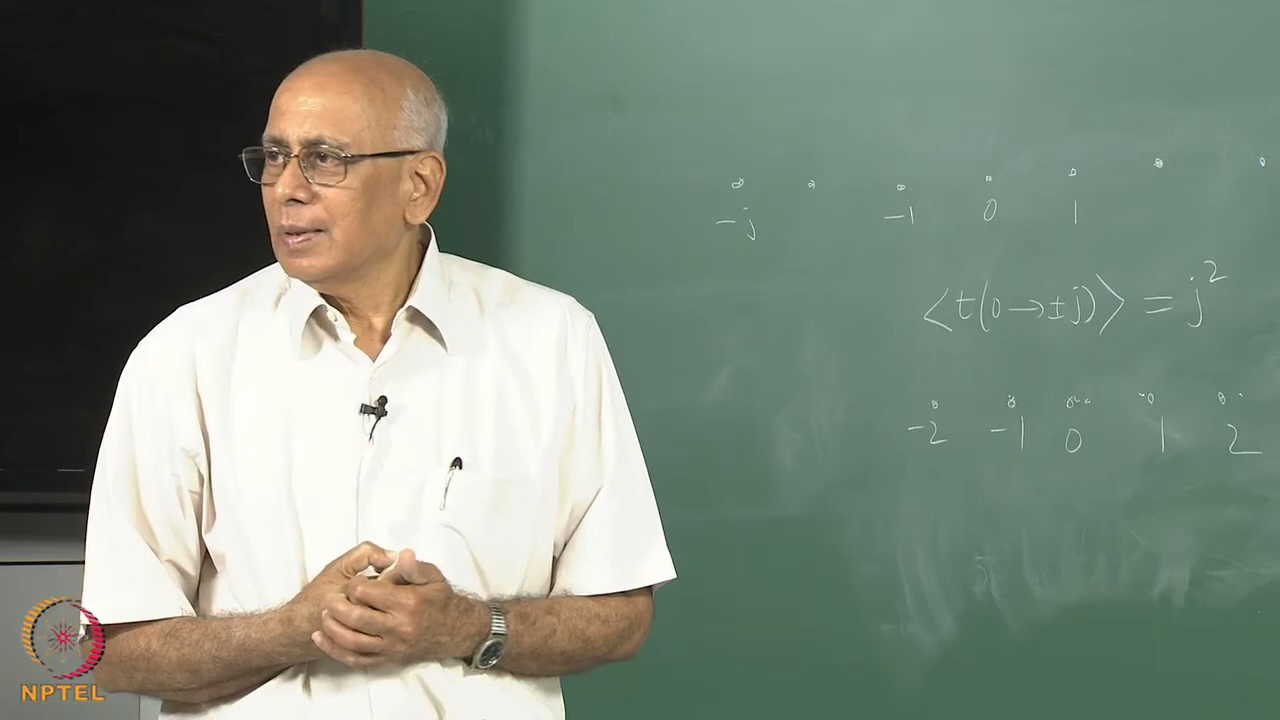 -j -1 0 1
<t(0→±j)> = j²
-2 -1 0 1 2
NPTEL